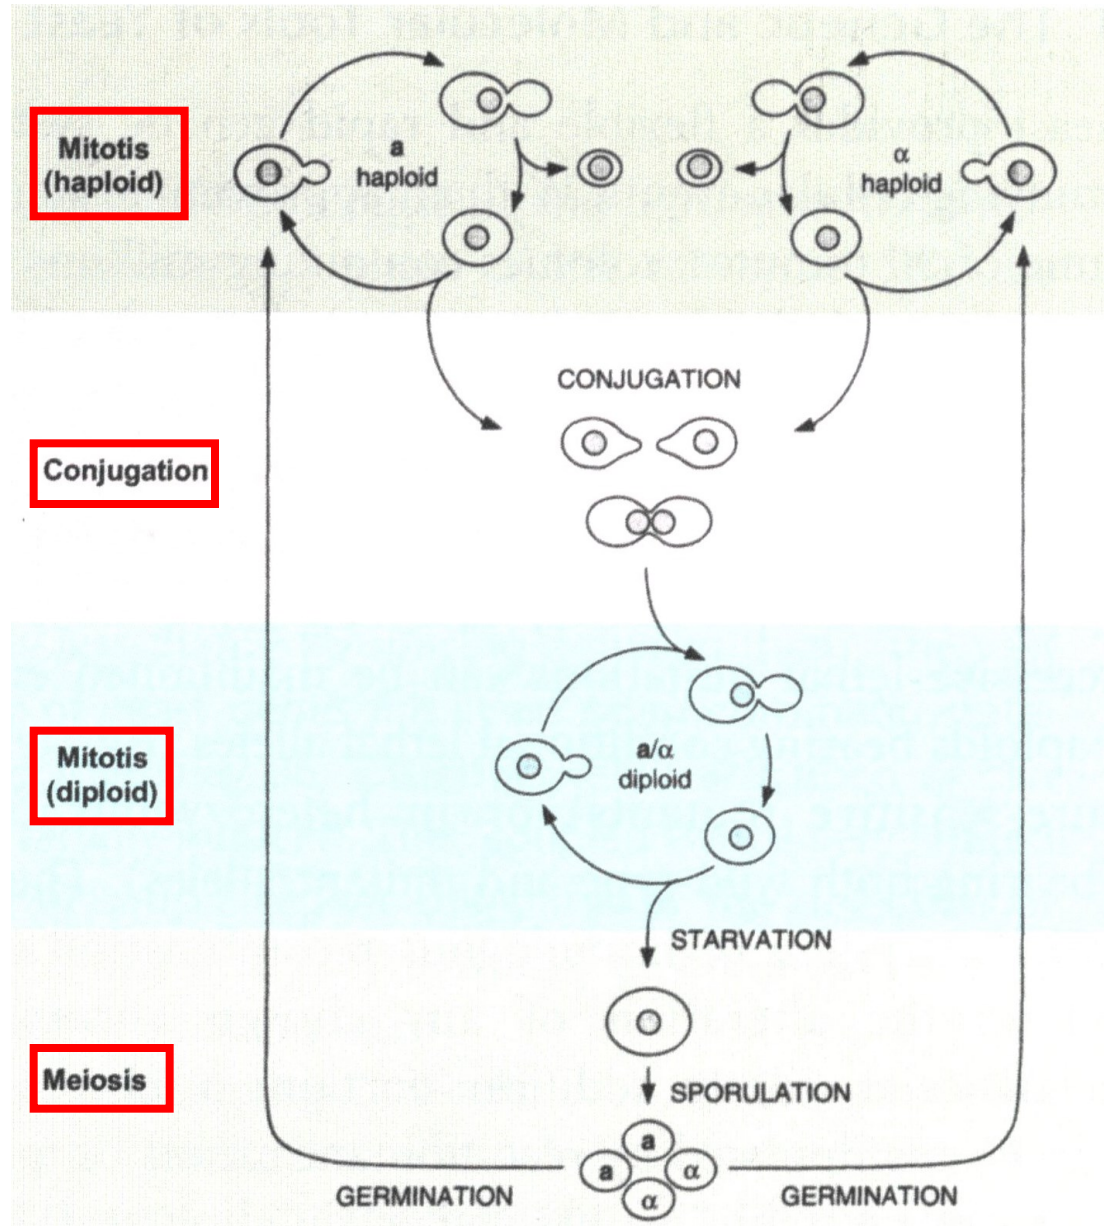 Mitotis
(haploid)
a
haploid
α
haploid
CONJUGATION
Conjugation
Mitotis
(diploid)
a/α
diploid
STARVATION
Meiosis
SPORULATION
a
a
α
α
GERMINATION
GERMINATION